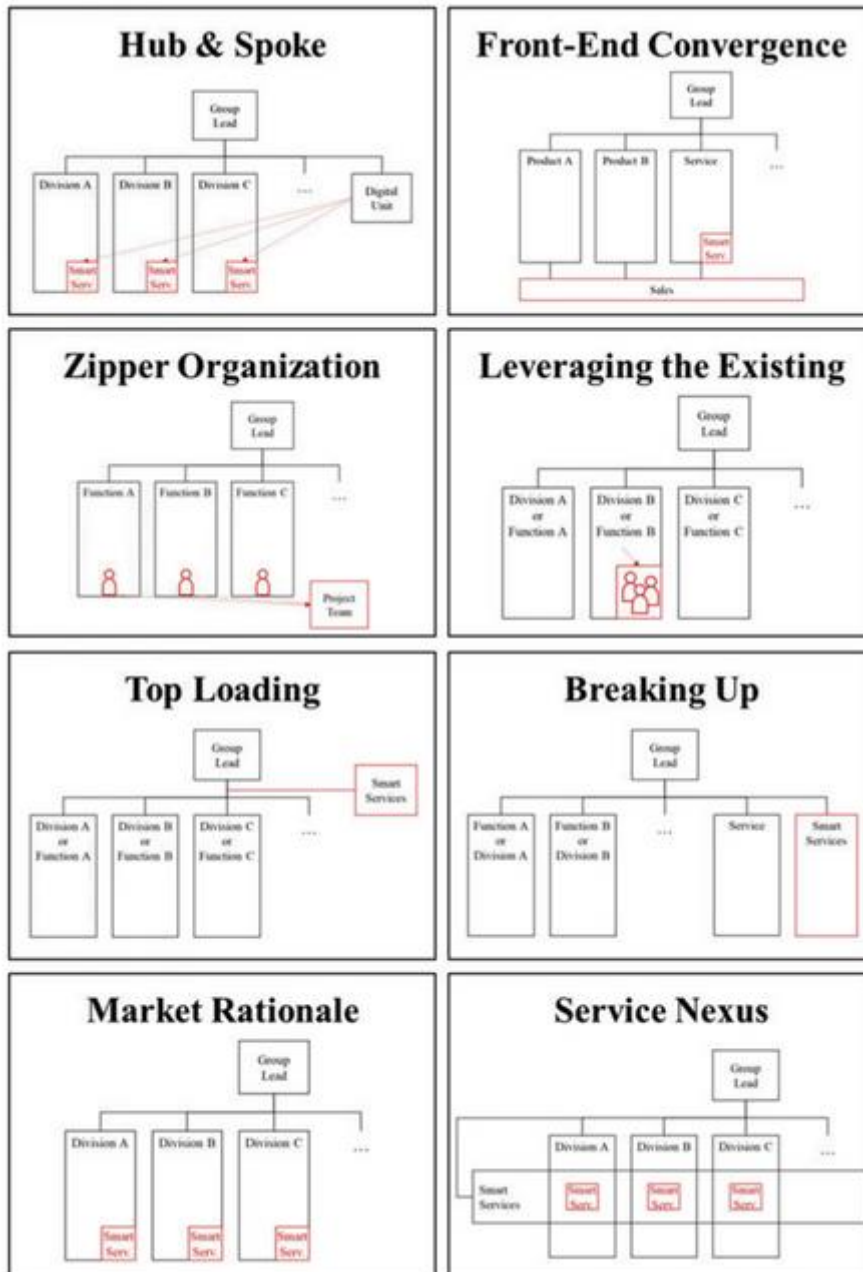 Hub & Spoke
Group
Lead
Division A
Division B
Division C
...
Digital
Unit
Smart
Serv.
Smart
Serv.
Smart
Serv.
Front-End Convergence
Group
Lead
Product A
Product B
Service
...
Smart
Serv.
Sales
Zipper Organization
Group
Lead
Function A
Function B
Function C
...
Project
Team
Leveraging the Existing
Group
Lead
Division A
or
Function A
Division B
or
Function B
Division C
or
Function C
...
Top Loading
Group
Lead
Smart
Services
Division A
or
Function A
Division B
or
Function B
Division C
or
Function C
...
Breaking Up
Group
Lead
Function A
or
Division A
Function B
or
Division B
...
Service
Smart
Services
Market Rationale
Group
Lead
Division A
Division B
Division C
...
Smart
Serv.
Smart
Serv.
Smart
Serv.
Service Nexus
Group
Lead
Division A
Division B
Division C
...
Smart
Services
Smart
Serv.
Smart
Serv.
Smart
Serv.